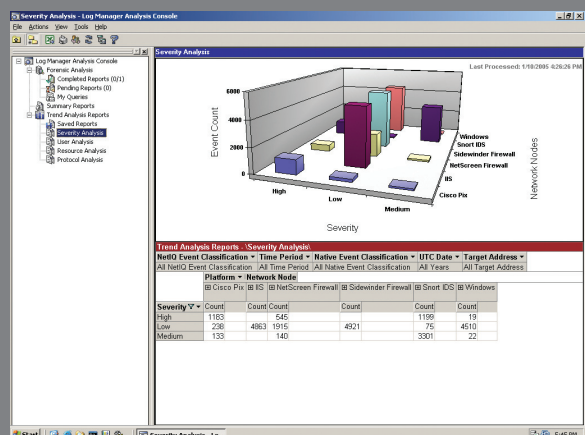 Severity Analysis - Log Manager Analysis Console
File Actions View Tools Help
Log Manager Analysis Console
Forensic Analysis
Completed Reports (0/1)
Pending Reports (0)
My Queries
Summary Reports
Trend Analysis Reports
Saved Reports
Severity Analysis
User Analysis
Resource Analysis
Protocol Analysis
Severity Analysis
Last Processed: 1/10/2005 4:26:26 PM
Event Count
6000
4000
2000
0
High
Low
Medium
Severity
Windows
Snort IDS
Sidewinder Firewall
NetScreen Firewall
IIS
Cisco Pix
Network Nodes
Trend Analysis Reports - \Severity Analysis\
NetIQ Event Classification Time Period Native Event Classification UTC Date Target Address
All NetIQ Event Classification All Time Period All Native Event Classification All Years All Target Address
Platform Network Node
Cisco Pix IIS NetScreen Firewall Sidewinder Firewall Snort IDS Windows
Severity Count Count Count Count Count Count
High 1183 545 1199 19
Low 238 4863 1915 4921 75 4510
Medium 133 140 3301 22
Start Severity Analysis - Lo... 5:45 PM